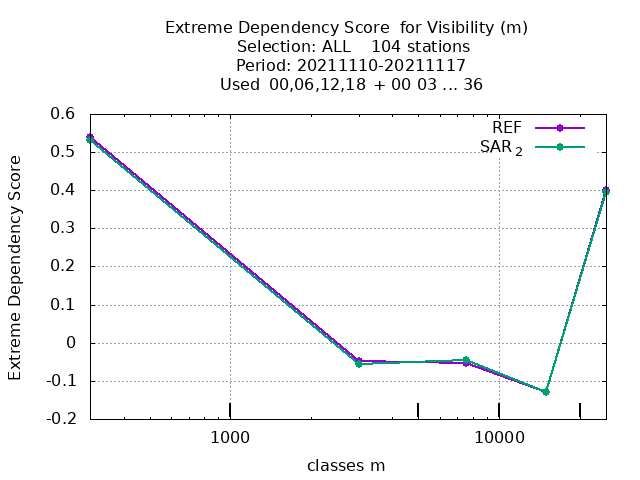 Extreme Dependency Score  for Visibility (m)
Selection: ALL    104 stations
Period: 20211110-20211117
Used  00,06,12,18  + 00 03 ... 36
REF
SAR 2
Extreme Dependency Score
0.6
0.5
0.4
0.3
0.2
0.1
0
-0.1
-0.2
1000
10000
classes m